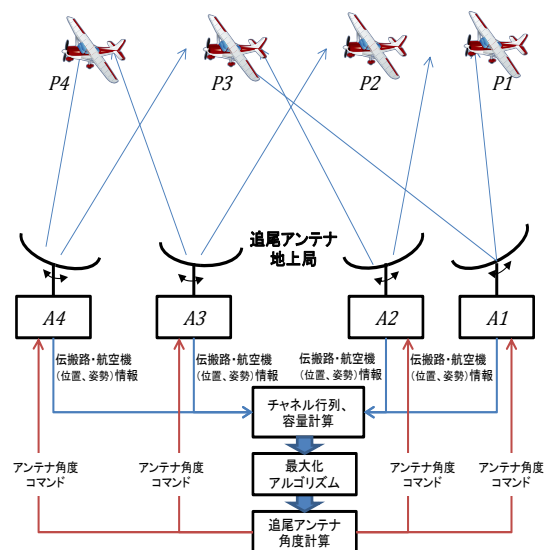 P4
P3
P2
P1
追尾アンテナ
地上局
A4
A3
A2
A1
伝搬路・航空機
(位置、姿勢)情報
伝搬路・航空機
(位置、姿勢)情報
伝搬路・航空機
(位置、姿勢)情報
伝搬路・航空機
(位置、姿勢)情報
チャネル行列、
容量計算
アンテナ角度
コマンド
アンテナ角度
コマンド
最大化
アルゴリズム
アンテナ角度
コマンド
アンテナ角度
コマンド
追尾アンテナ
角度計算